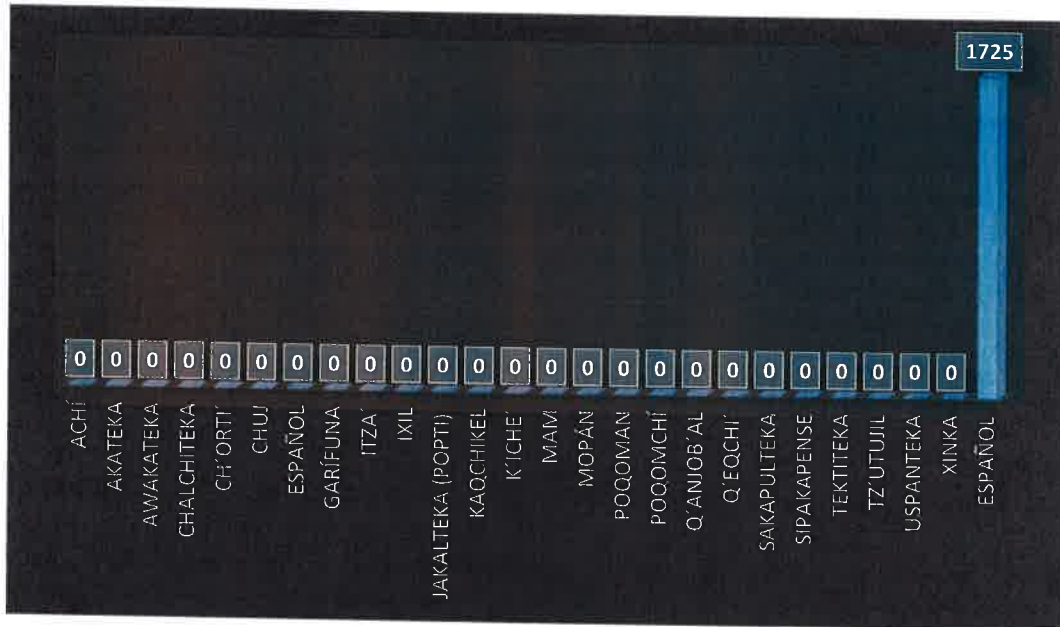 1725
0 0 0 0 0 0 0 0 0 0 0 0 0 0 0 0 0 0 0 0 0 0 0 0 0
ACHÍ
AKATEKA
AWAKATEKA
CHALCHITEKA
CH´ORTI´
CHUJ
ESPAÑOL
GARÍFUNA
ITZA´
IXIL
JAKALTEKA (POPTI)
KAQCHIKEL
K´ICHE´
MAM
MOPÁN
POQOMAN
POQOMCHÍ
Q´ANJOB´AL
Q´EQCHÍ
SAKAPULTEKA
SIPAKAPENSE
TEKTITEKA
TZ´UTUJIL
USPANTEKA
XINKA
ESPAÑOL